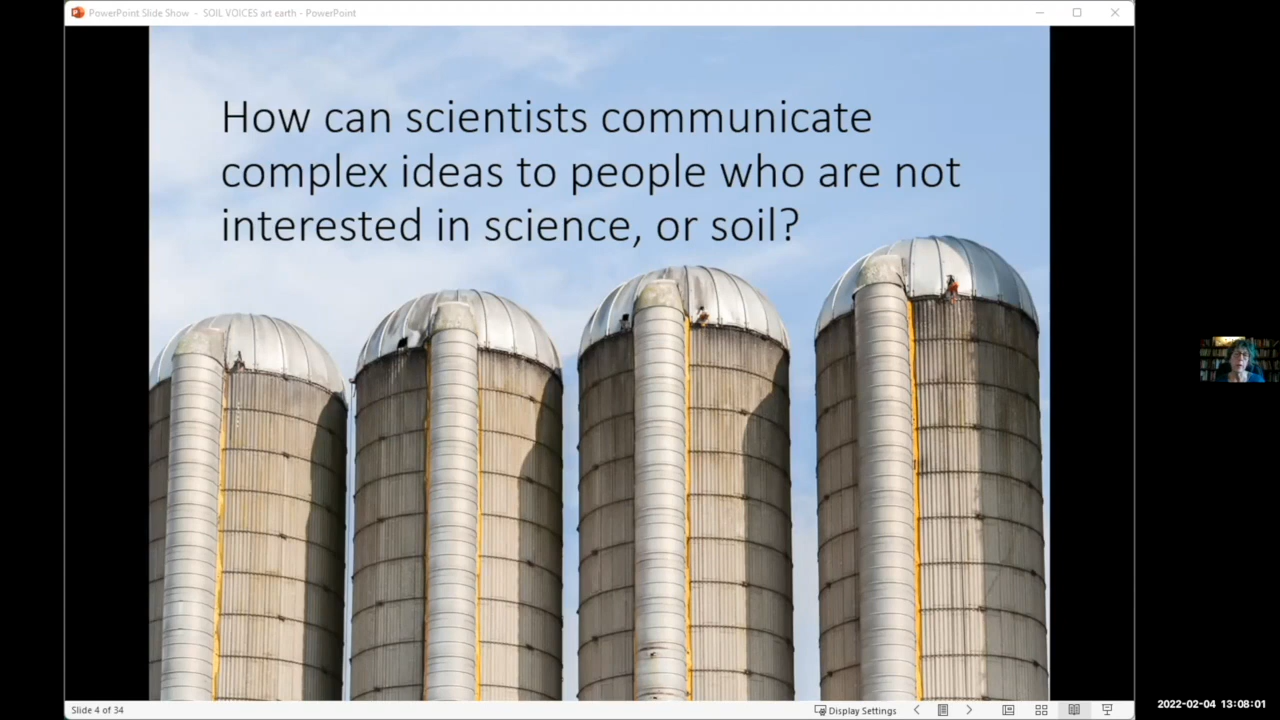 PowerPoint Slide Show - SOIL VOICES art earth - PowerPoint
How can scientists communicate
complex ideas to people who are not
interested in science, or soil?
Slide 4 of 34
Display Settings
2022-02-04 13:08:01